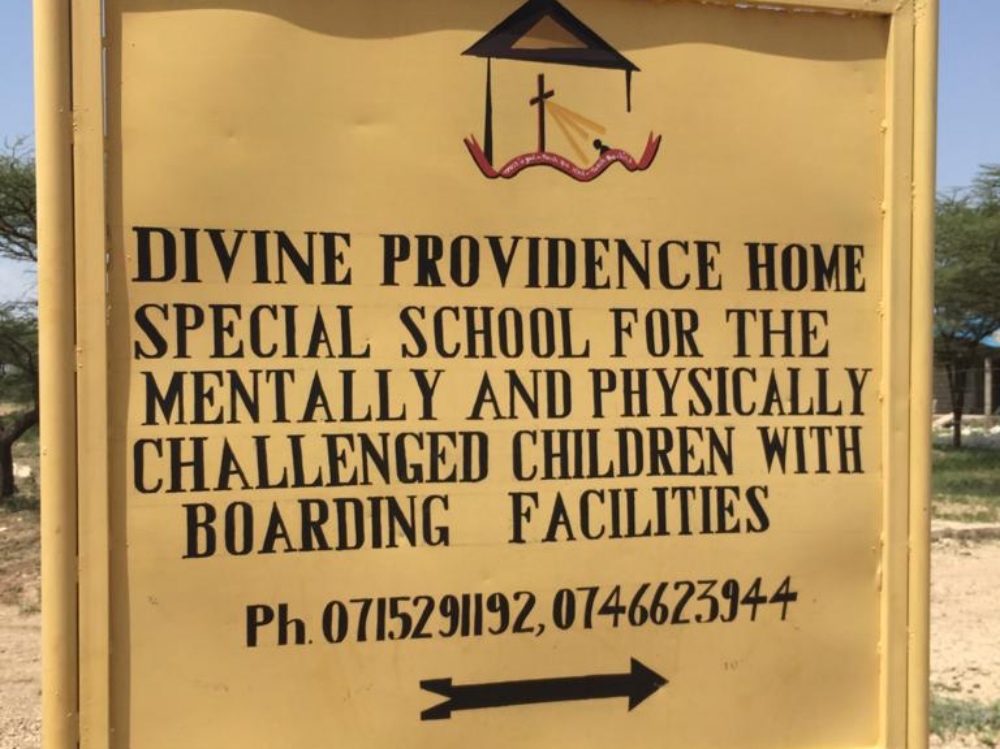 DIVINE PROVIDENCE HOME
SPECIAL SCHOOL FOR THE
MENTALLY AND PHYSICALLY
CHALLENGED CHILDREN WITH
BOARDING FACILITIES
Ph. 0715291192, 0746623944